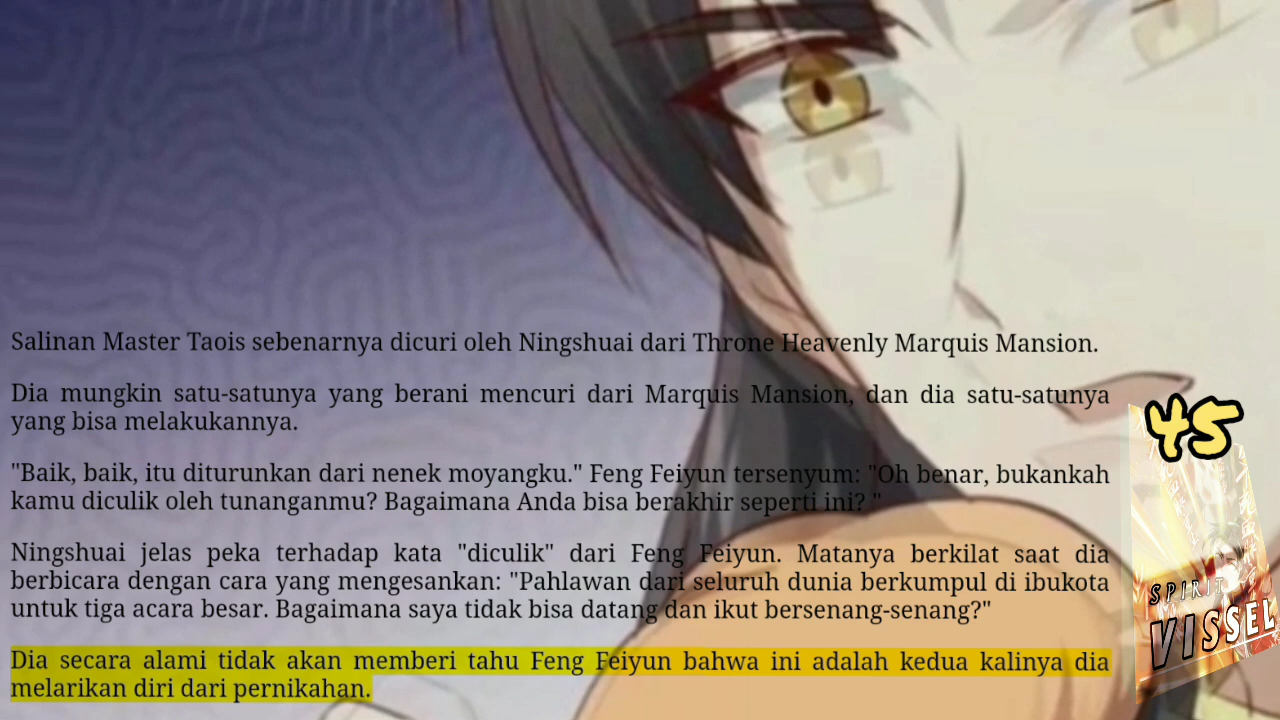 Salinan Master Taois sebenarnya dicuri oleh Ningshuai dari Throne Heavenly Marquis Mansion.
Dia mungkin satu-satunya yang berani mencuri dari Marquis Mansion, dan dia satu-satunya
yang bisa melakukannya.
"Baik, baik, itu diturunkan dari nenek moyangku." Feng Feiyun tersenyum: "Oh benar, bukankah
kamu diculik oleh tunanganmu? Bagaimana Anda bisa berakhir seperti ini? "
Ningshuai jelas peka terhadap kata "diculik" dari Feng Feiyun. Matanya berkilat saat dia
berbicara dengan cara yang mengesankan: "Pahlawan dari seluruh dunia berkumpul di ibukota
untuk tiga acara besar. Bagaimana saya tidak bisa datang dan ikut bersenang-senang?"
Dia secara alami tidak akan memberi tahu Feng Feiyun bahwa ini adalah kedua kalinya dia
melarikan diri dari pernikahan.
45
SPIRIT
VISSEL